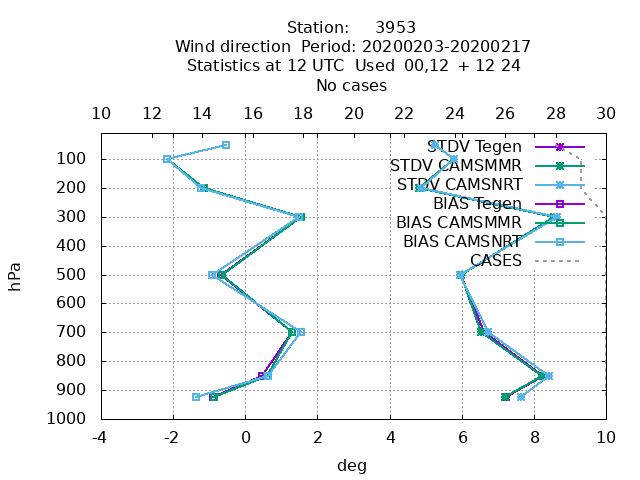 Station: 3953
Wind direction Period: 20200203-20200217
Statistics at 12 UTC Used 00,12 + 12 24
No cases
10 12 14 16 18 20 22 24 26 28 30
STDV Tegen
100
STDV CAMSMMR
STDV CAMSNRT
200
BIAS Tegen
300
BIAS CAMSMMR
BIAS CAMSNRT
400
CASES
500
hPa
600
700
800
900
1000
-4 -2 0 2 4 6 8 10
deg